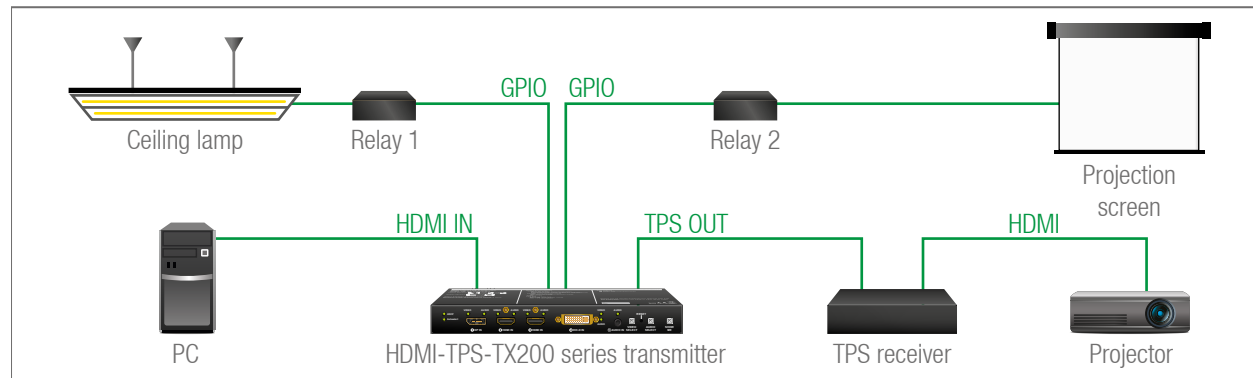 GPIO
GPIO
Ceiling lamp
Relay 1
Relay 2
Projection
screen
HDMI IN
TPS OUT
HDMI
PC
HDMI-TPS-TX200 series transmitter
TPS receiver
Projector